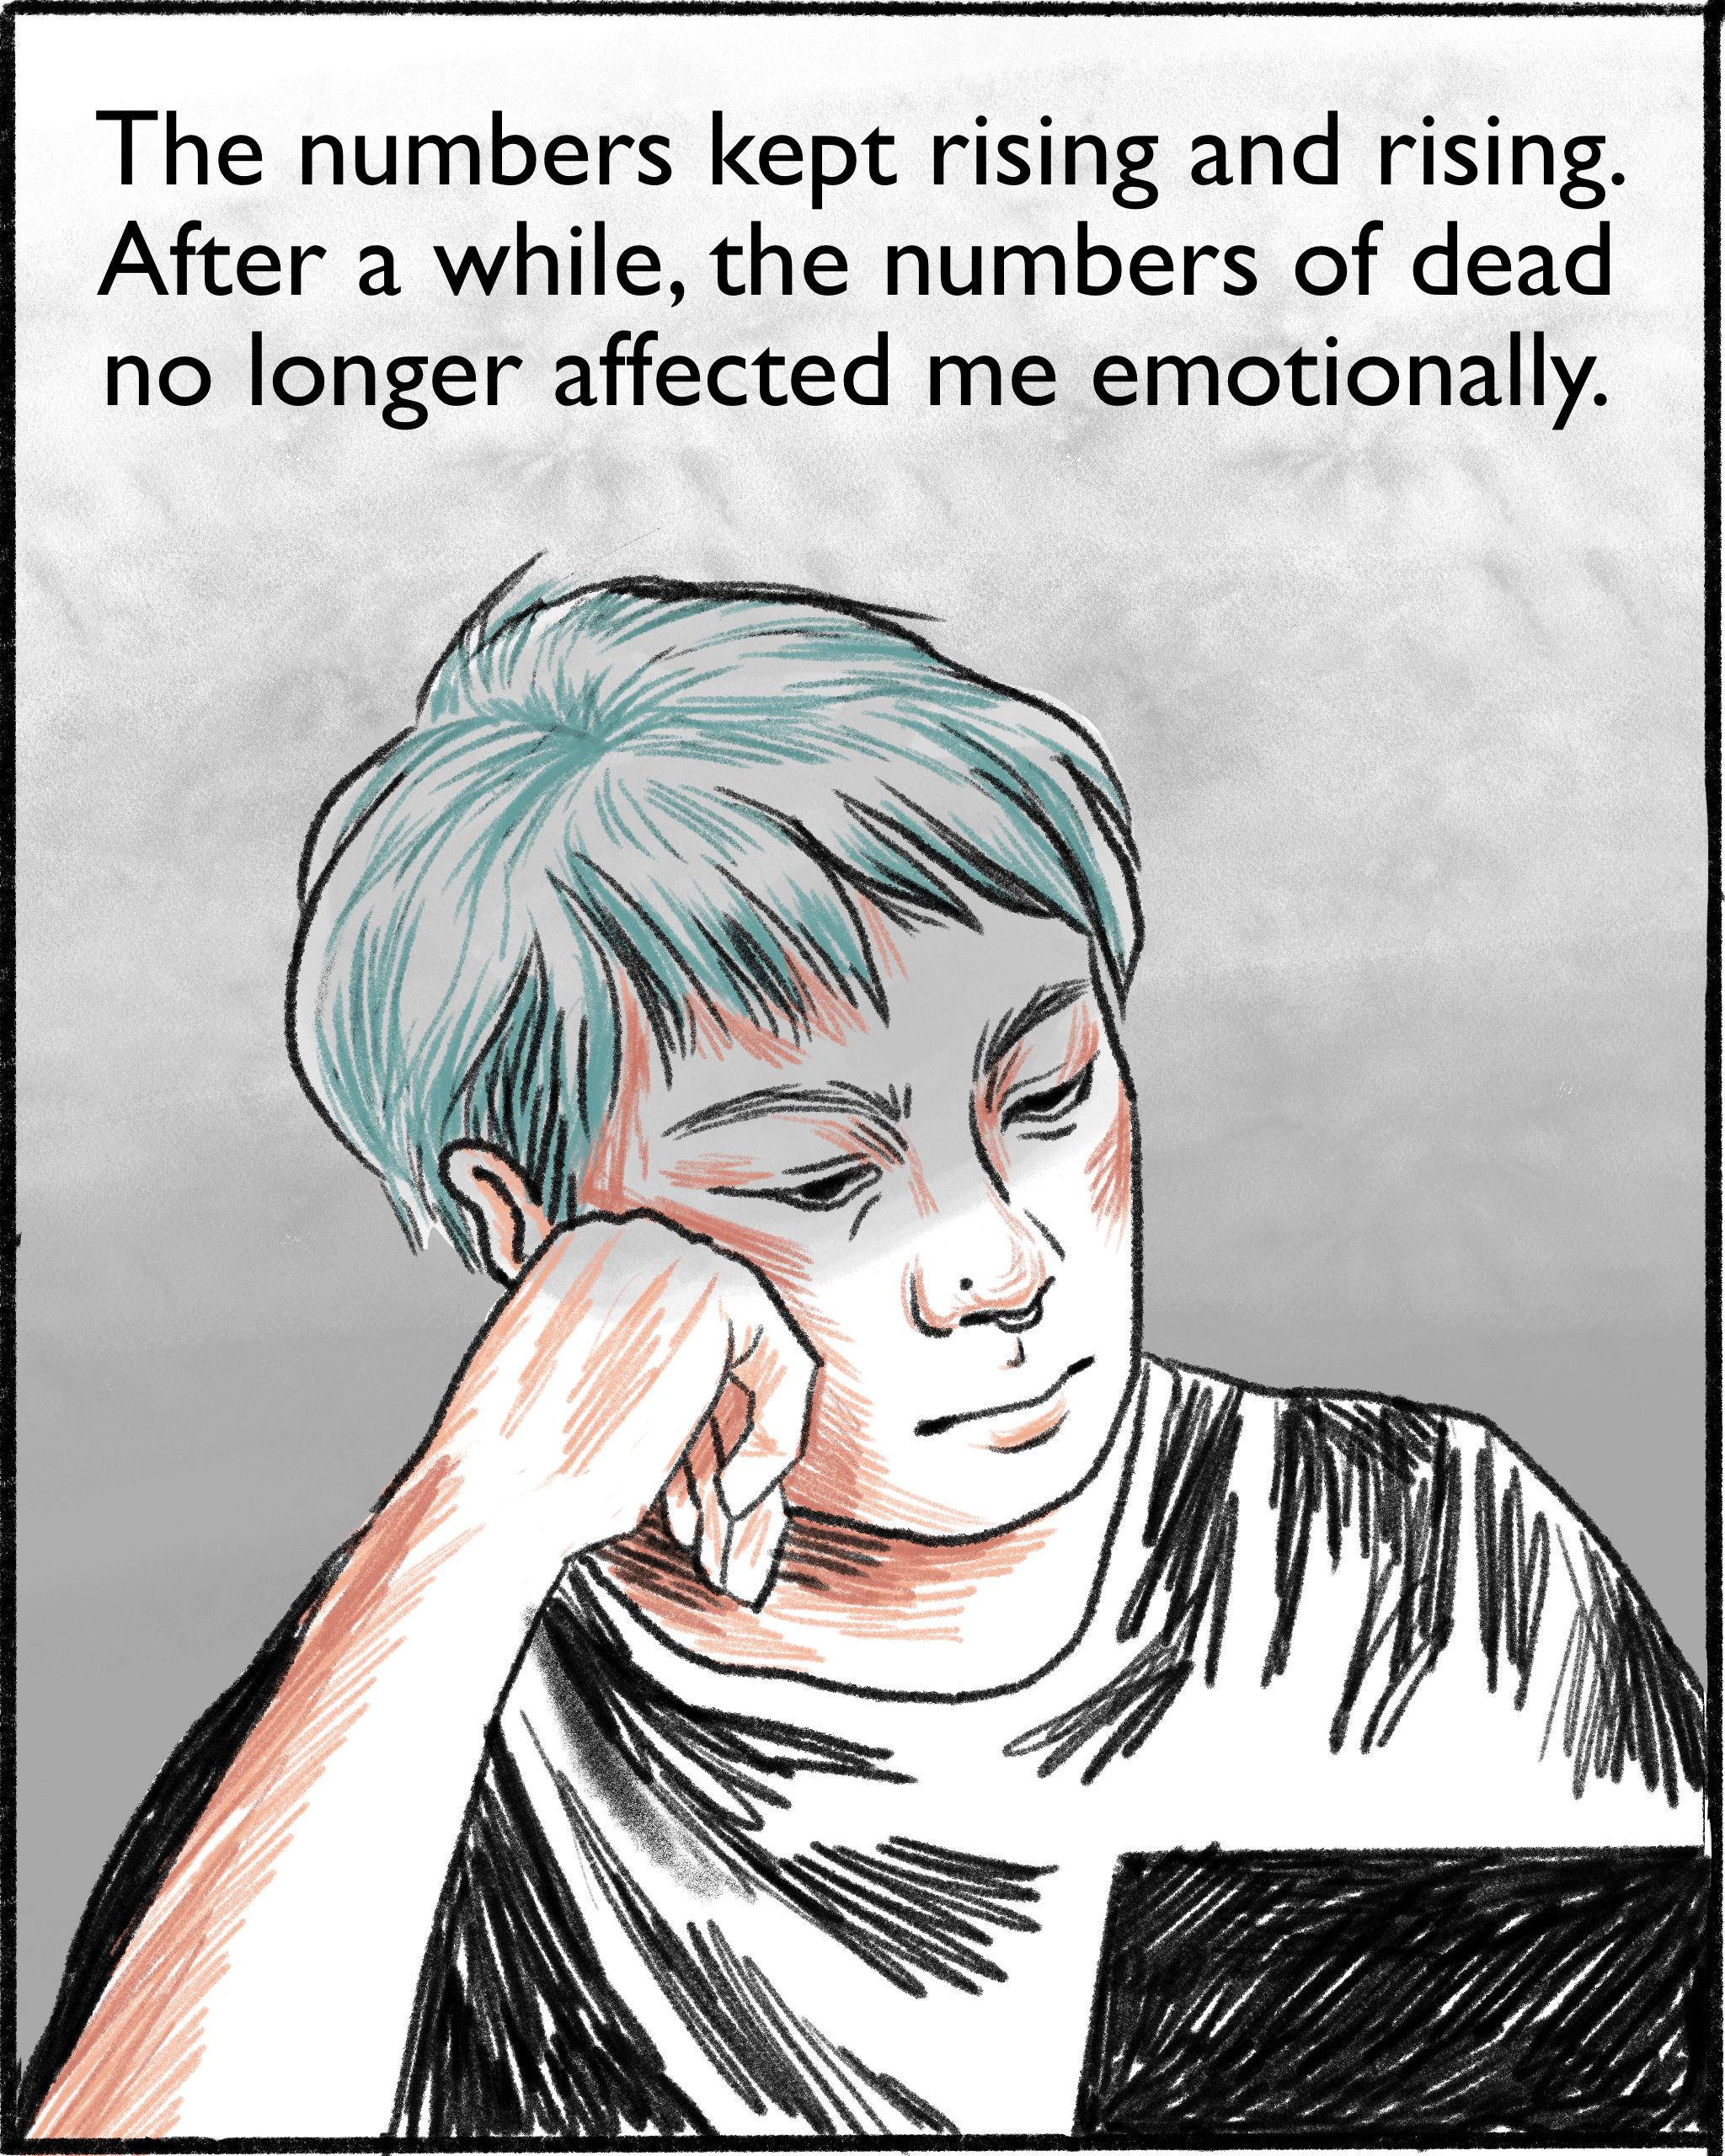 The numbers kept rising and rising.
After a while, the numbers of dead
no longer affected me emotionally.